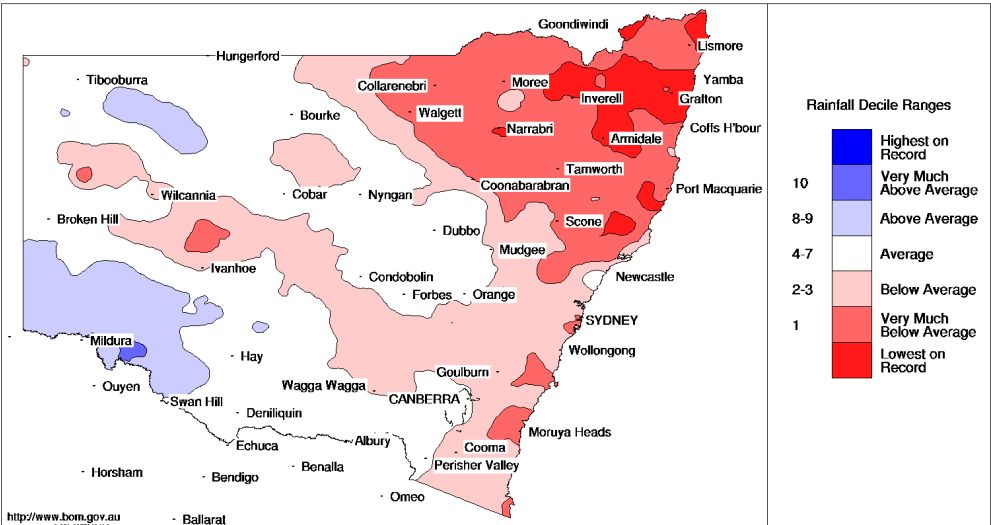 Goondiwindi
Lismore
Hungerford
Tibooburra
Collarenebri
Moree
Yamba
Inverell
Grafton
Bourke
Walgett
Narrabri
Coffs H'bour
Armidale
Tamworth
Wilcannia
Cobar
Nyngan
Coonabarabran
Port Macquarie
Broken Hill
Scone
Dubbo
Mudgee
Ivanhoe
Condobolin
Newcastle
Forbes
Orange
SYDNEY
Mildura
Wollongong
Hay
Goulburn
Ouyen
Wagga Wagga
CANBERRA
Swan Hill
Deniliquin
Moruya Heads
Echuca
Albury
Cooma
Perisher Valley
Horsham
Bendigo
Benalla
Omeo
Ballarat
http://www.bom.gov.au
Rainfall Decile Ranges
Highest on
Record
10 Very Much
Above Average
8-9 Above Average
4-7 Average
2-3 Below Average
1 Very Much
Below Average
Lowest on
Record